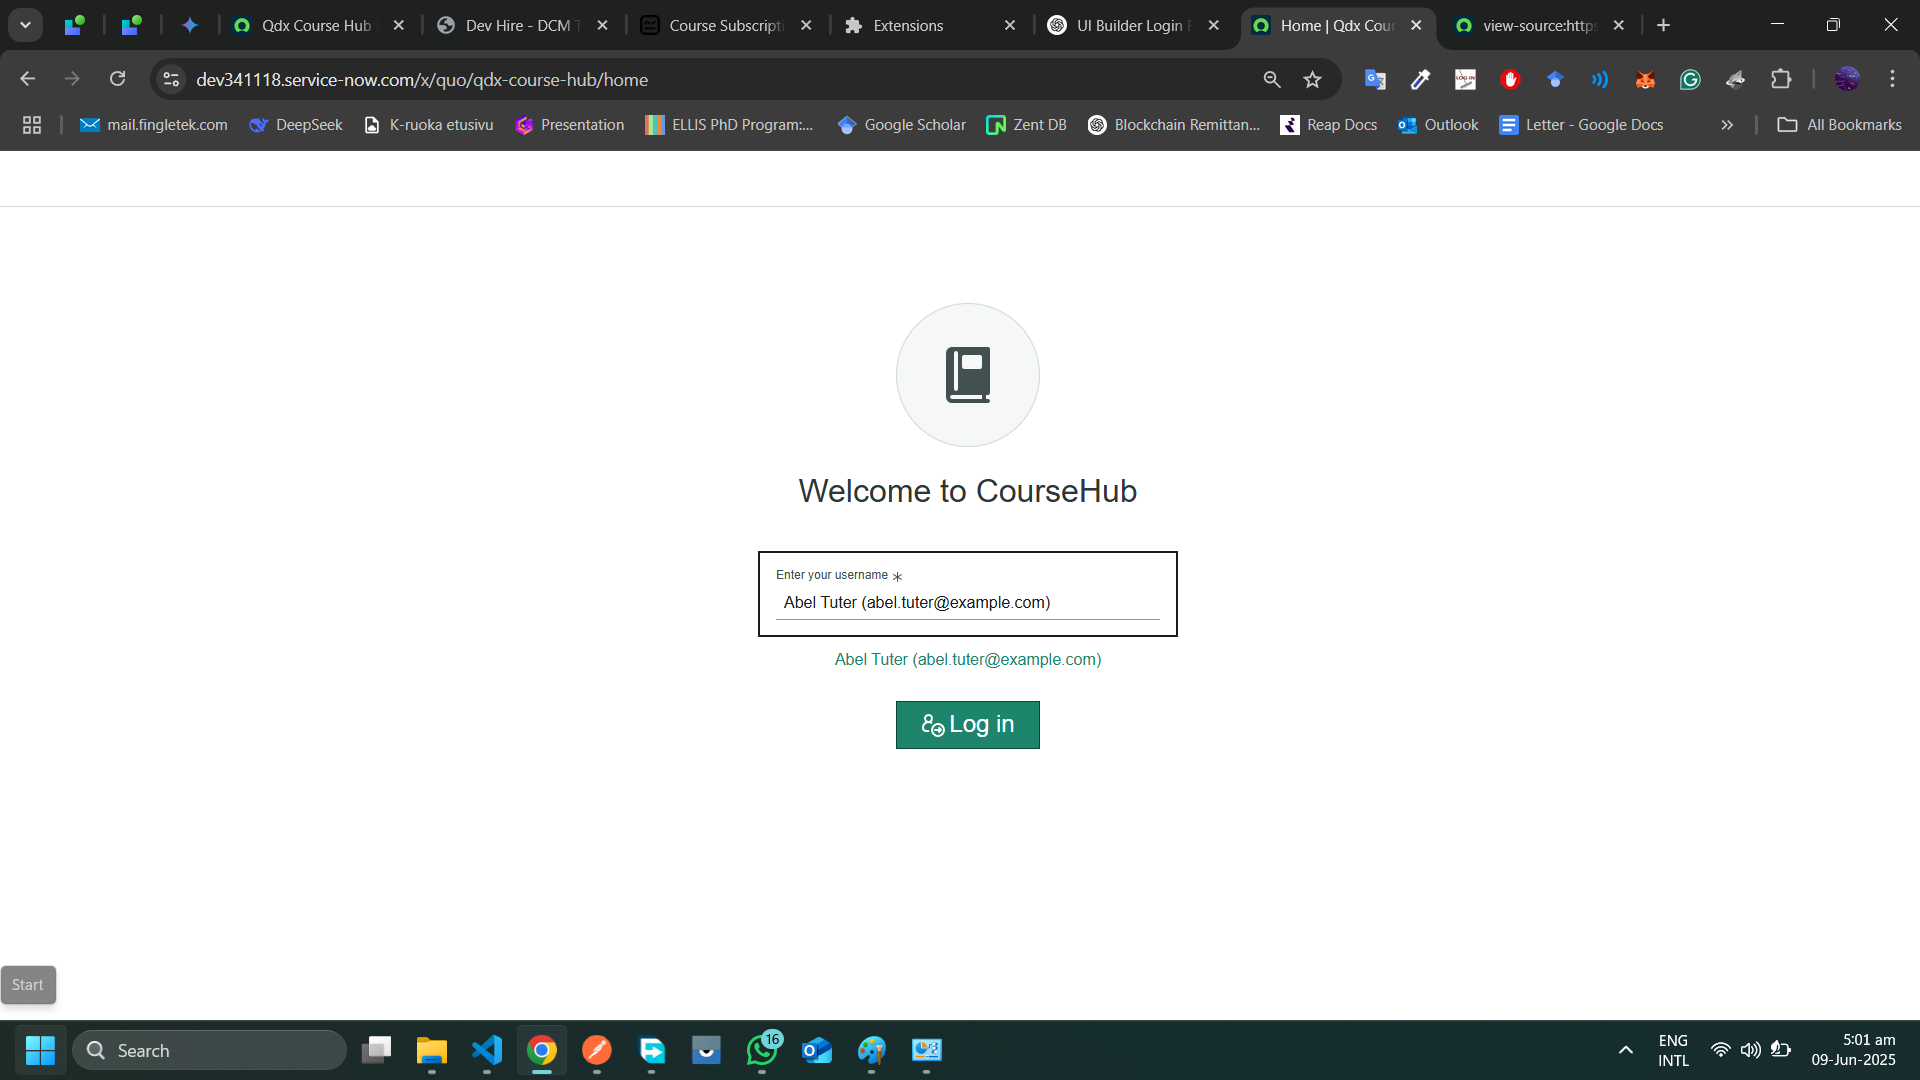 Qdx Course Hub
Dev Hire - DCM T
Course Subscripti
Extensions
UI Builder Login F
Home | Qdx Cour
view-source:https
dev341118.service-now.com/x/quo/qdx-course-hub/home
mail.fingletek.com
DeepSeek
K-ruoka etusivu
Presentation
ELLIS PhD Program:...
Google Scholar
Zent DB
Blockchain Remittan...
Reap Docs
Outlook
Letter - Google Docs
All Bookmarks
Welcome to CourseHub
Enter your username *
Abel Tuter (abel.tuter@example.com)
Abel Tuter (abel.tuter@example.com)
Log in
Start
Search
16
ENG
INTL
5:01 am
09-Jun-2025